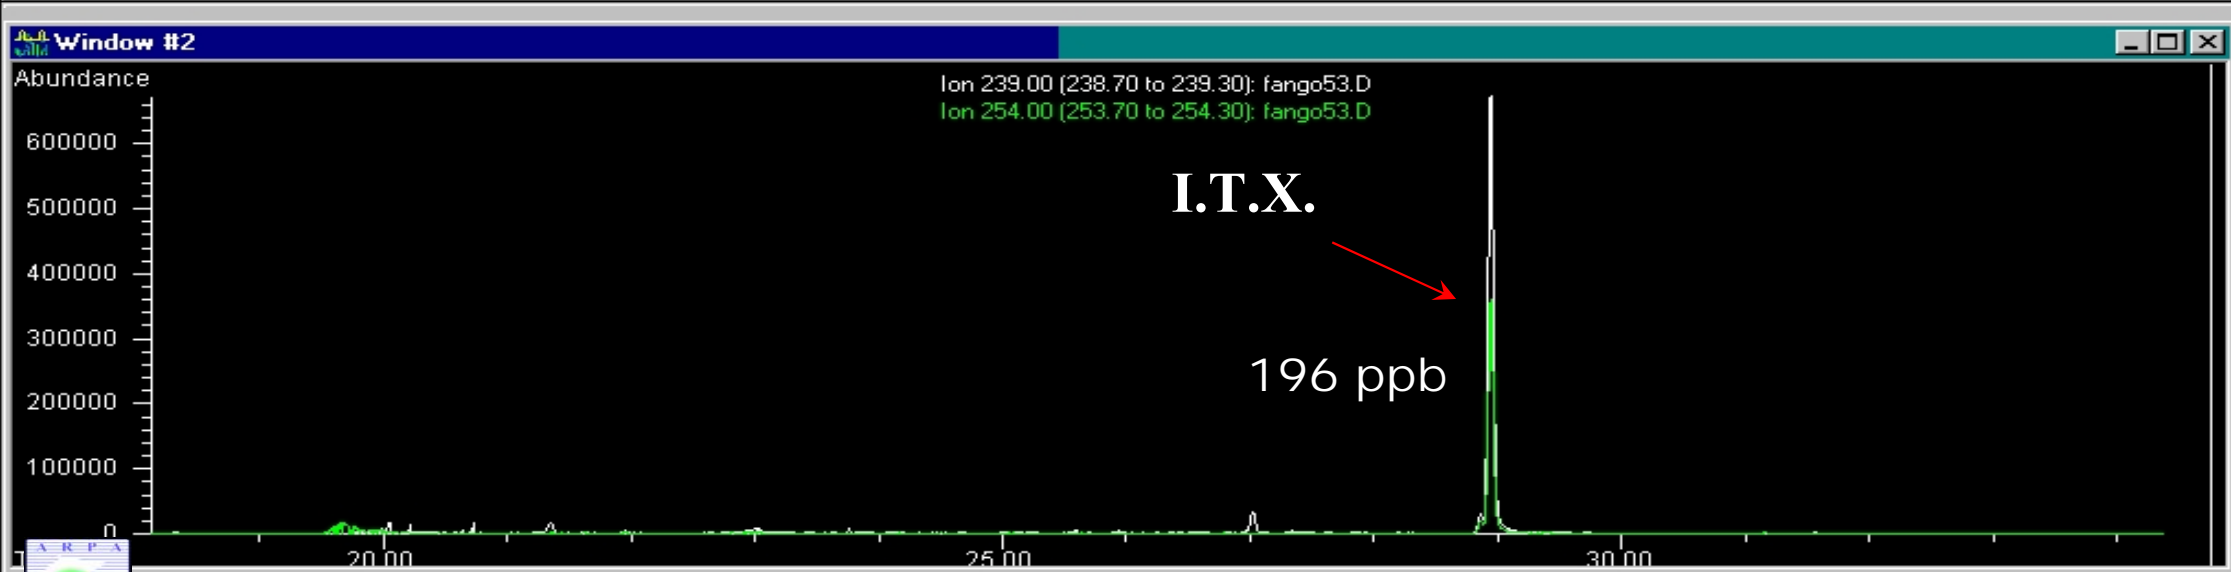 Window #2
Abundance
Ion 239.00 (238.70 to 239.30): fango53.D
Ion 254.00 (253.70 to 254.30): fango53.D
600000
I.T.X.
500000
400000
300000
196 ppb
200000
100000
0
A R P A
20.00 25.00 30.00